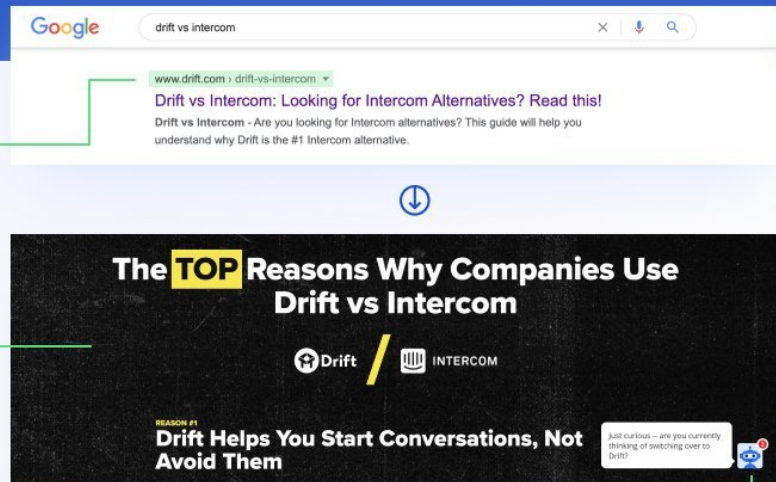 Google
drift vs intercom
www.drift.com › drift-vs-intercom
Drift vs Intercom: Looking for Intercom Alternatives? Read this!
Drift vs Intercom - Are you looking for Intercom alternatives? This guide will help you
understand why Drift is the #1 Intercom alternative.
The TOP Reasons Why Companies Use
Drift vs Intercom
Drift
INTERCOM
REASON #1
Drift Helps You Start Conversations, Not
Avoid Them
Just curious – are you currently
thinking of switching over to
Drift?
2